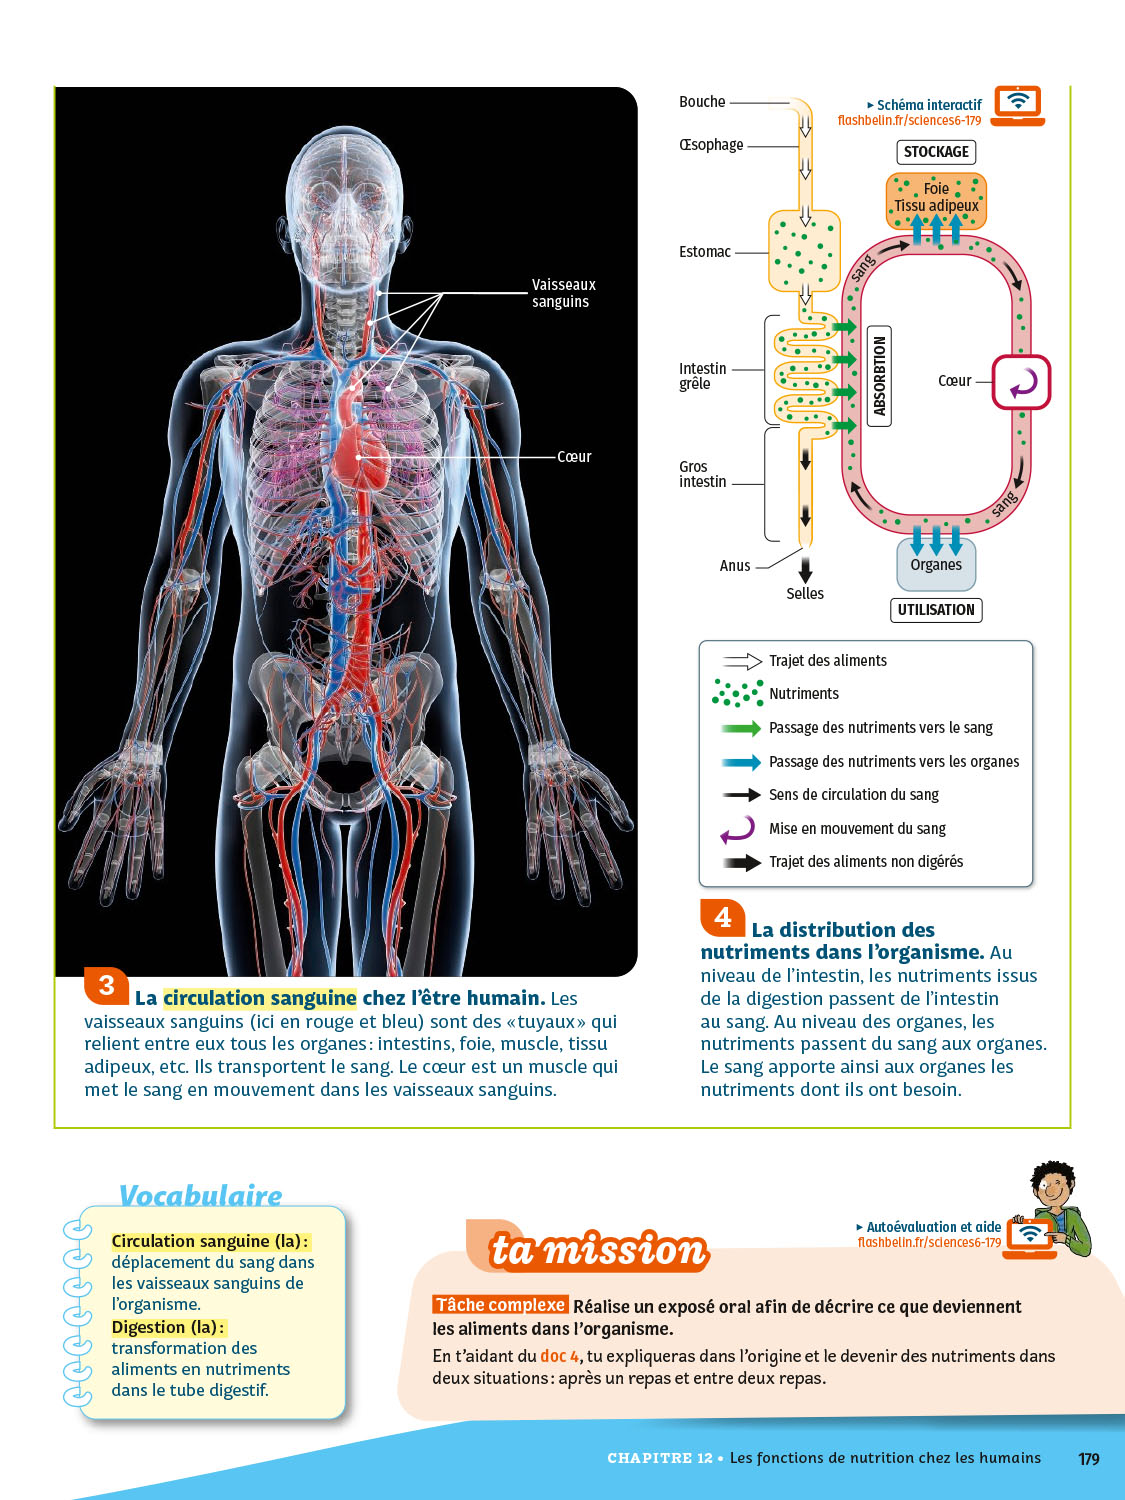 Vaisseaux
sanguins
Cœur
3 La circulation sanguine chez l’être humain. Les
vaisseaux sanguins (ici en rouge et bleu) sont des «tuyaux» qui
relient entre eux tous les organes : intestins, foie, muscle, tissu
adipeux, etc. Ils transportent le sang. Le cœur est un muscle qui
met le sang en mouvement dans les vaisseaux sanguins.
Bouche
Œsophage
Estomac
Intestin
grêle
Gros
intestin
Anus
Selles
▸ Schéma interactif
flashbelin.fr/sciences6-179
STOCKAGE
Foie
Tissu adipeux
sang
ABSORBTION
Cœur
sang
Organes
UTILISATION
Trajet des aliments
Nutriments
Passage des nutriments vers le sang
Passage des nutriments vers les organes
Sens de circulation du sang
Mise en mouvement du sang
Trajet des aliments non digérés
4 La distribution des
nutriments dans l’organisme. Au
niveau de l’intestin, les nutriments issus
de la digestion passent de l’intestin
au sang. Au niveau des organes, les
nutriments passent du sang aux organes.
Le sang apporte ainsi aux organes les
nutriments dont ils ont besoin.
Vocabulaire
Circulation sanguine (la) :
déplacement du sang dans
les vaisseaux sanguins de
l’organisme.
Digestion (la) :
transformation des
aliments en nutriments
dans le tube digestif.
ta mission
▸ Autoévaluation et aide
flashbelin.fr/sciences6-179
Tâche complexe Réalise un exposé oral afin de décrire ce que deviennent
les aliments dans l’organisme.
En t’aidant du doc 4, tu expliqueras dans l’origine et le devenir des nutriments dans
deux situations : après un repas et entre deux repas.
CHAPITRE 12 • Les fonctions de nutrition chez les humains 179